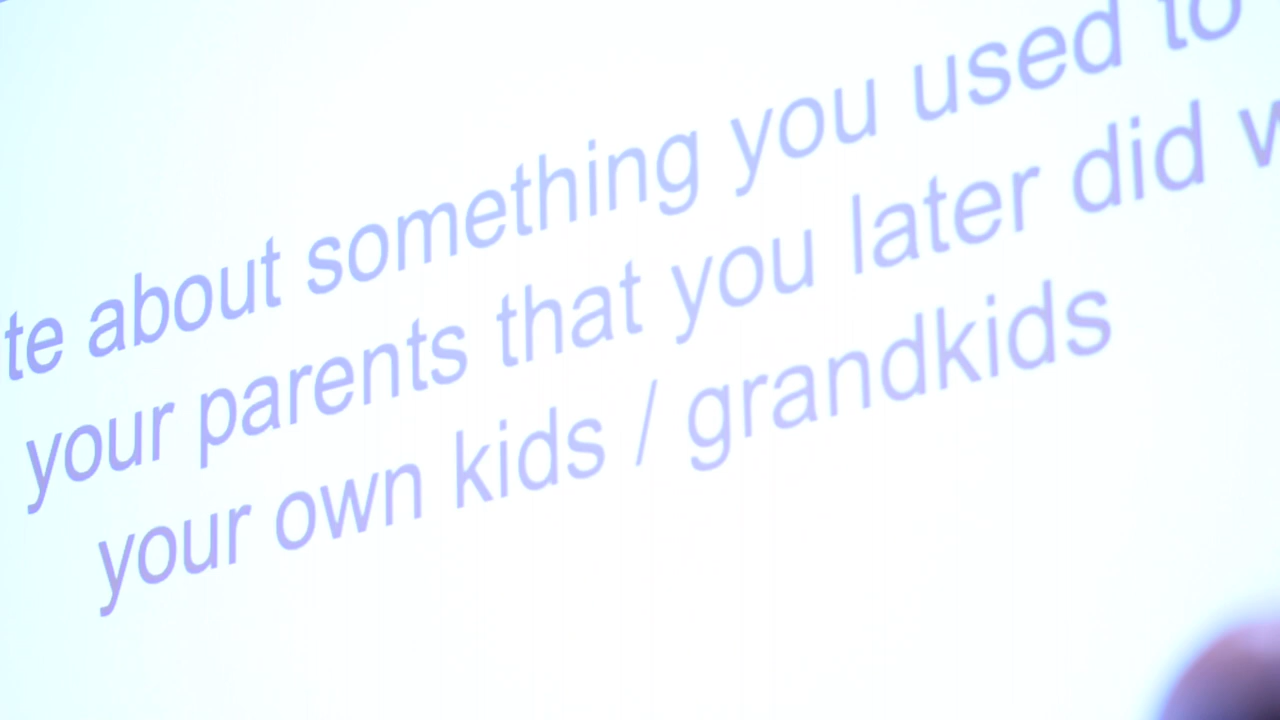 te about something you used to
your parents that you later did w
your own kids / grandkids